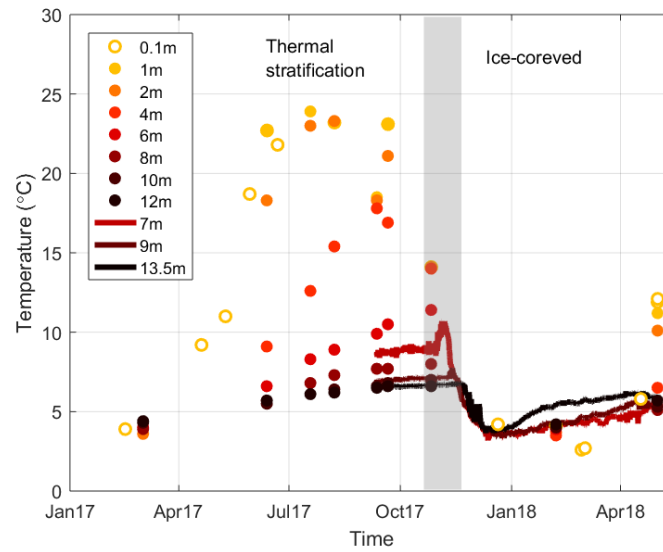 Thermal
stratification
Ice-coreved
0.1m
1m
2m
4m
6m
8m
10m
12m
7m
9m
13.5m
Temperature (°C)
30
25
20
15
10
5
0
Jan17
Apr17
Jul17
Oct17
Jan18
Apr18
Time